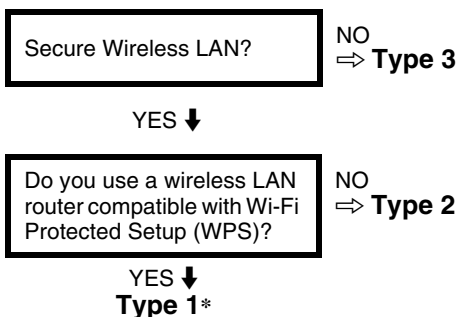 Secure Wireless LAN?
NO
⇨ Type 3
YES ⬇
Do you use a wireless LAN
router compatible with Wi-Fi
Protected Setup (WPS)?
NO
⇨ Type 2
YES ⬇
Type 1*